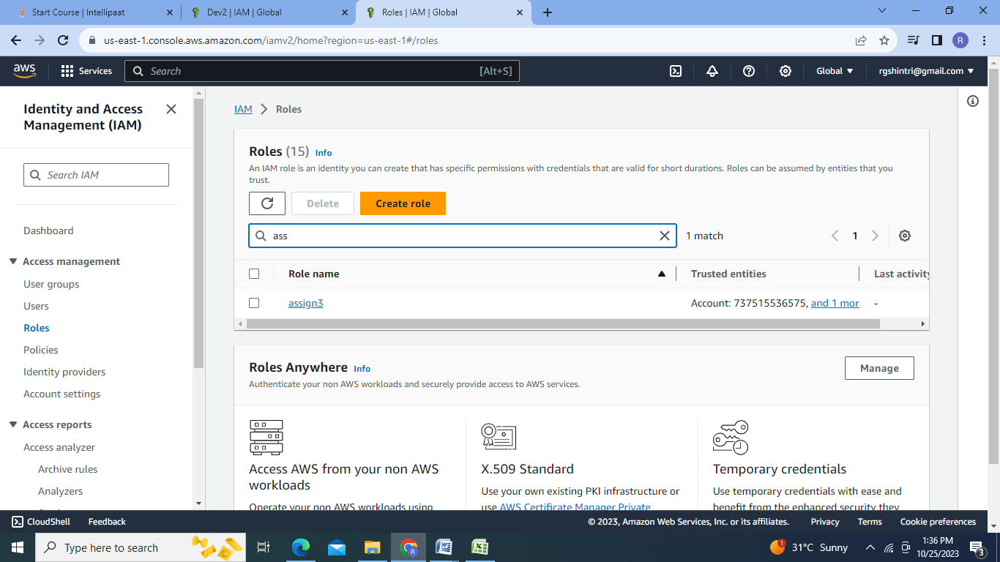 Start Course | Intellipaat
Dev2 | IAM | Global
Roles | IAM | Global
us-east-1.console.aws.amazon.com/iamv2/home?region=us-east-1#/roles
R
aws
Services
Search
[Alt+S]
Global
rgshintri@gmail.com
Identity and Access
Management (IAM)
Search IAM
Dashboard
Access management
User groups
Users
Roles
Policies
Identity providers
Account settings
Access reports
Access analyzer
Archive rules
Analyzers
IAM > Roles
Roles (15) Info
An IAM role is an identity you can create that has specific permissions with credentials that are valid for short durations. Roles can be assumed by entities that you
trust.
Delete
Create role
ass
1 match
1
Role name
Trusted entities
Last activity
assign3
Account: 737515536575, and 1 mor
-
Roles Anywhere Info
Manage
Authenticate your non AWS workloads and securely provide access to AWS services.
Access AWS from your non AWS
workloads
Operate your non AWS workloads using
X.509 Standard
Use your own existing PKI infrastructure or
use AWS Certificate Manager Private
Temporary credentials
Use temporary credentials with ease and
benefit from the enhanced security they
CloudShell
Feedback
© 2023, Amazon Web Services, Inc. or its affiliates.
Privacy
Terms
Cookie preferences
Type here to search
1
31°C Sunny
1:36 PM
10/25/2023
3